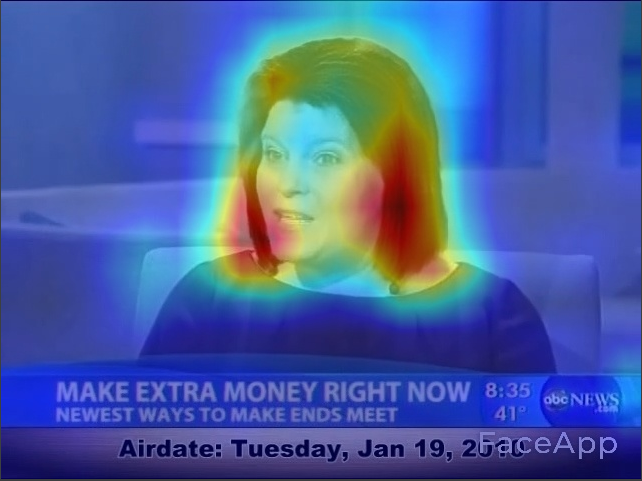 MAKE EXTRA MONEY RIGHT NOW
NEWEST WAYS TO MAKE ENDS MEET
8:35
41°
abc NEWS
.com
Airdate: Tuesday, Jan 19, 2010
FaceApp